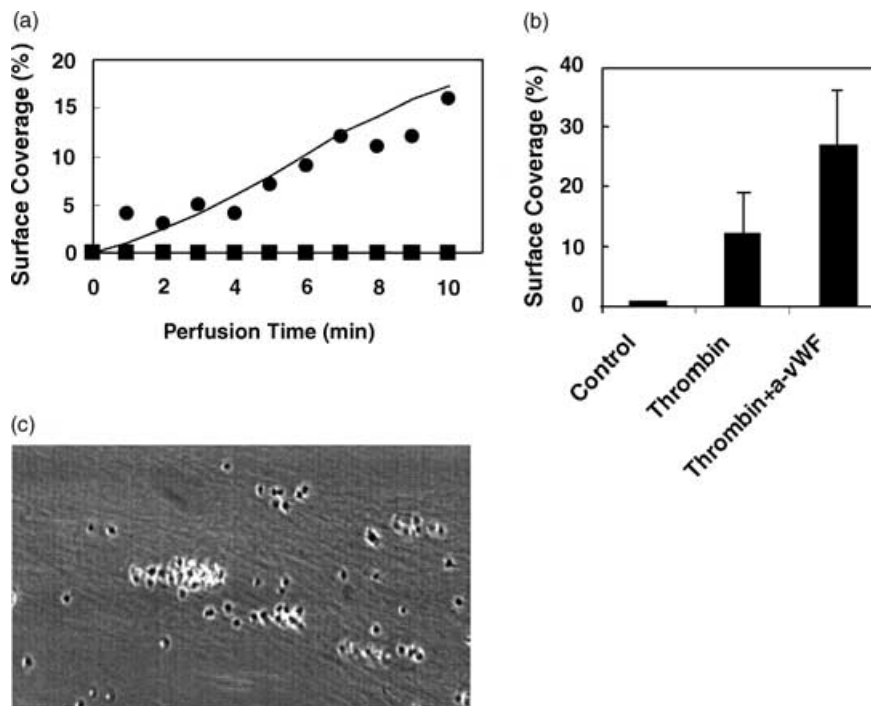 (a)
Surface Coverage (%)
20
15
10
5
0
0 2 4 6 8 10
Perfusion Time (min)
(b)
Surface Coverage (%)
40
30
20
10
0
Control
Thrombin
Thrombin+a-vWF
(c)